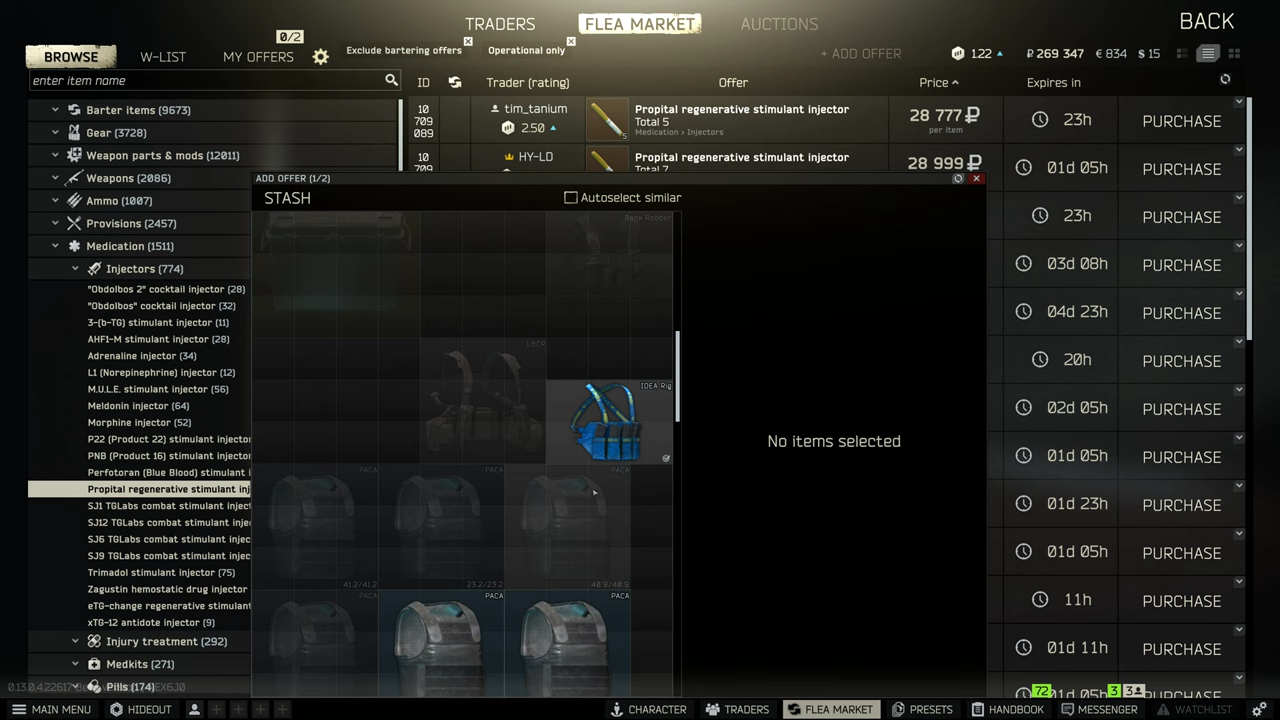 TRADERS
FLEA MARKET
AUCTIONS
BACK
0/2
BROWSE
W-LIST
MY OFFERS
Exclude bartering offers
Operational only
+ ADD OFFER
122
₽ 269 347
€ 834
$ 15
enter item name
ID
Trader (rating)
Offer
Price
Expires in
Barter items (9673)
Gear (3728)
Weapon parts & mods (12011)
Weapons (2086)
Ammo (1007)
Provisions (2457)
Medication (1511)
Injectors (774)
"Obdolbos 2" cocktail injector (28)
"Obdolbos" cocktail injector (32)
3-(b-TG) stimulant injector (11)
AHF1-M stimulant injector (28)
Adrenaline injector (34)
L1 (Norepinephrine) injector (12)
M.U.L.E. stimulant injector (56)
Meldonin injector (64)
Morphine injector (52)
P22 (Product 22) stimulant injector
PNB (Product 16) stimulant injector
Perfotoran (Blue Blood) stimulant i
Propital regenerative stimulant inj
SJ1 TGLabs combat stimulant injec
SJ12 TGLabs combat stimulant injec
SJ6 TGLabs combat stimulant injec
SJ9 TGLabs combat stimulant injec
Trimadol stimulant injector (75)
Zagustin hemostatic drug injector
eTG-change regenerative stimulant
xTG-12 antidote injector (9)
Injury treatment (292)
Medkits (271)
Pills (174)
10
709
089
tim_tanium
2.50
5
Propital regenerative stimulant injector
Total 5
Medication › Injectors
28 777 ₽
per item
23h
PURCHASE
10
709
HY-LD
Propital regenerative stimulant injector
Total 7
28 999 ₽
01d 05h
PURCHASE
23h
PURCHASE
03d 08h
PURCHASE
04d 23h
PURCHASE
20h
PURCHASE
02d 05h
PURCHASE
01d 05h
PURCHASE
01d 23h
PURCHASE
01d 05h
PURCHASE
11h
PURCHASE
01d 11h
PURCHASE
01d 05h
PURCHASE
ADD OFFER (1/2)
STASH
Autoselect similar
Bank Robber
LBCR
IDEA Rig
PACA
PACA
PACA
41.2/41.2
23.2/23.2
40.9/40.9
PACA
PACA
PACA
No items selected
72
3
3
MAIN MENU
HIDEOUT
CHARACTER
TRADERS
FLEA MARKET
PRESETS
HANDBOOK
MESSENGER
WATCHLIST